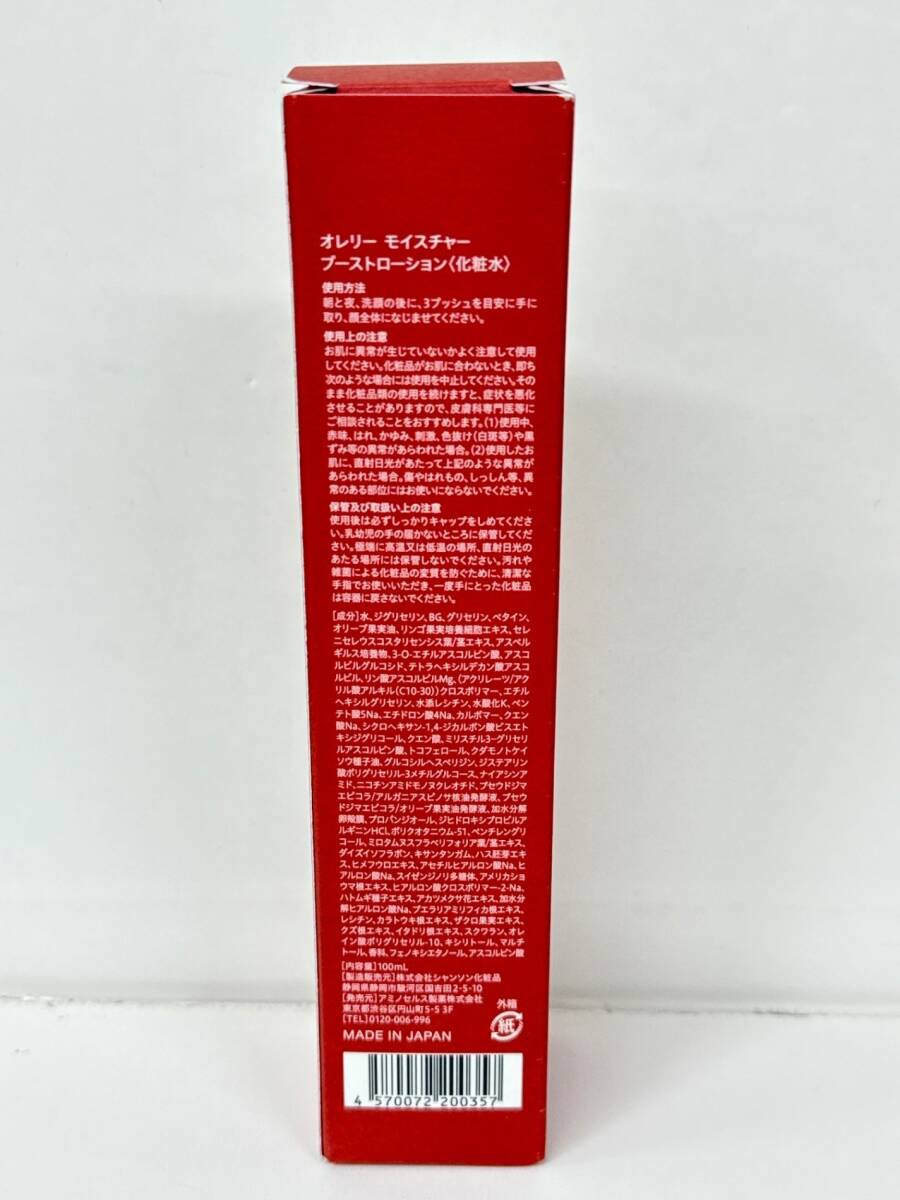 オレリー モイスチャー
ブーストローション〈化粧水〉
使用方法
朝と夜、洗顔の後に、3プッシュを目安に手に
取り、顔全体になじませてください。
使用上の注意
お肌に異常が生じていないかよく注意して使用
してください。化粧品がお肌に合わないとき、即ち
次のような場合には使用を中止してください。その
まま化粧品類の使用を続けますと、症状を悪化
させることがありますので、皮膚科専門医等に
ご相談されることをおすすめします。(1)使用中、
赤味、はれ、かゆみ、刺激、色抜け(白斑等)や黒
ずみ等の異常があらわれた場合。(2)使用したお
肌に、直射日光があたって上記のような異常が
あらわれた場合。傷やはれもの、しっしん等、異
常のある部位にはお使いにならないでください。
保管及び取扱い上の注意
使用後は必ずしっかりキャップをしめてくださ
い。乳幼児の手の届かないところに保管してく
ださい。極端に高温又は低温の場所、直射日光の
あたる場所には保管しないでください。汚れや
雑菌による化粧品の変質を防ぐために、清潔な
手指でお使いいただき、一度手にとった化粧品
は容器に戻さないでください。
[成分]水、ジグリセリン、BG、グリセリン、ベタイン、
オリーブ果実油、リンゴ果実培養細胞エキス、セレ
ニセレウスコスタリセンシス葉/茎エキス、アスペル
ギルス培養物、3-O-エチルアスコルビン酸、アスコ
ルビルグルコシド、テトラヘキシルデカン酸アスコ
ルビル、リン酸アスコルビルMg、(アクリレーツ/アク
リル酸アルキル(C10-30))クロスポリマー、エチル
ヘキシルグリセリン、水添レシチン、水酸化K、ペン
テト酸5Na、エチドロン酸4Na、カルボマー、クエン
酸Na、シクロヘキサン-1,4-ジカルボン酸ビスエト
キシジグリコール、クエン酸、ミリスチル3-グリセリ
ルアスコルビン酸、トコフェロール、クダモノトケイ
ソウ種子油、グルコシルヘスペリジン、ジステアリン
酸ポリグリセリル-3メチルグルコース、ナイアシンア
ミド、ニコチンアミドモノヌクレオチド、プセウドジマ
エピコラ/アルガニアスピノサ核油発酵液、プセウ
ドジマエピコラ/オリーブ果実油発酵液、加水分解
卵殻膜、プロパンジオール、ジヒドロキシプロピルア
ルギニンHCl、ポリクオタニウム-51、ペンチレングリ
コール、ミロタムヌスフラベリフォリア葉/茎エキス、
ダイズイソフラボン、キサンタンガム、ハス胚芽エキ
ス、ヒメフウロエキス、アセチルヒアルロン酸Na、ヒ
アルロン酸Na、スイゼンジノリ多糖体、アメリカショ
ウマ根エキス、ヒアルロン酸クロスポリマー-2-Na、
ハトムギ種子エキス、アカツメクサ花エキス、加水分
解ヒアルロン酸Na、プエラリアミリフィカ根エキス、
レシチン、カラトウキ根エキス、ザクロ果実エキス、
クズ根エキス、イタドリ根エキス、スクワラン、オレ
イン酸ポリグリセリル-10、キシリトール、マルチ
トール、香料、フェノキシエタノール、アスコルビン酸
[内容量]100mL
[製造販売元]株式会社シャンソン化粧品
静岡県静岡市駿河区国吉田2-5-10
[発売元]アミノセルス製薬株式会社
東京都渋谷区円山町5-5 3F
[TEL]0120-006-996
MADE IN JAPAN
外箱
紙
4 570072 200357